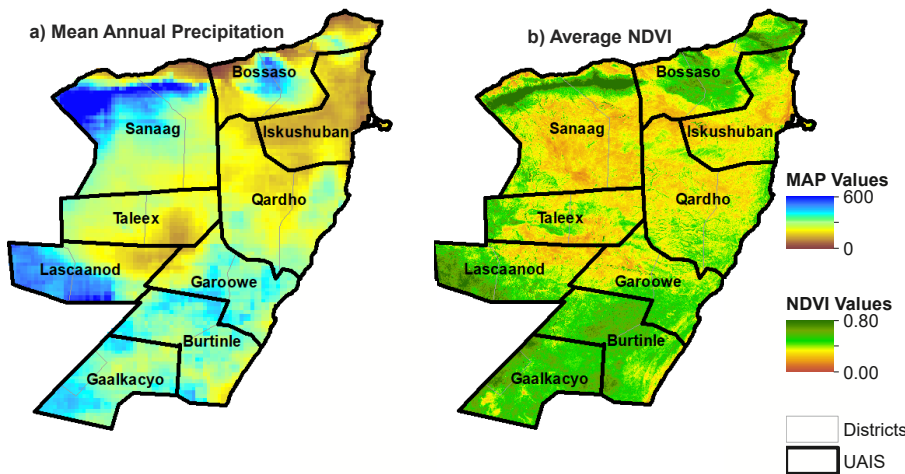 a) Mean Annual Precipitation
Bossaso
Iskushuban
Sanaag
Qardho
Taleex
Lascaanod
Garoowe
Burtinle
Gaalkacyo
b) Average NDVI
Bossaso
Iskushuban
Sanaag
Qardho
Taleex
Lascaanod
Garoowe
Burtinle
Gaalkacyo
MAP Values
600
0
NDVI Values
0.80
0.00
Districts
UAIS